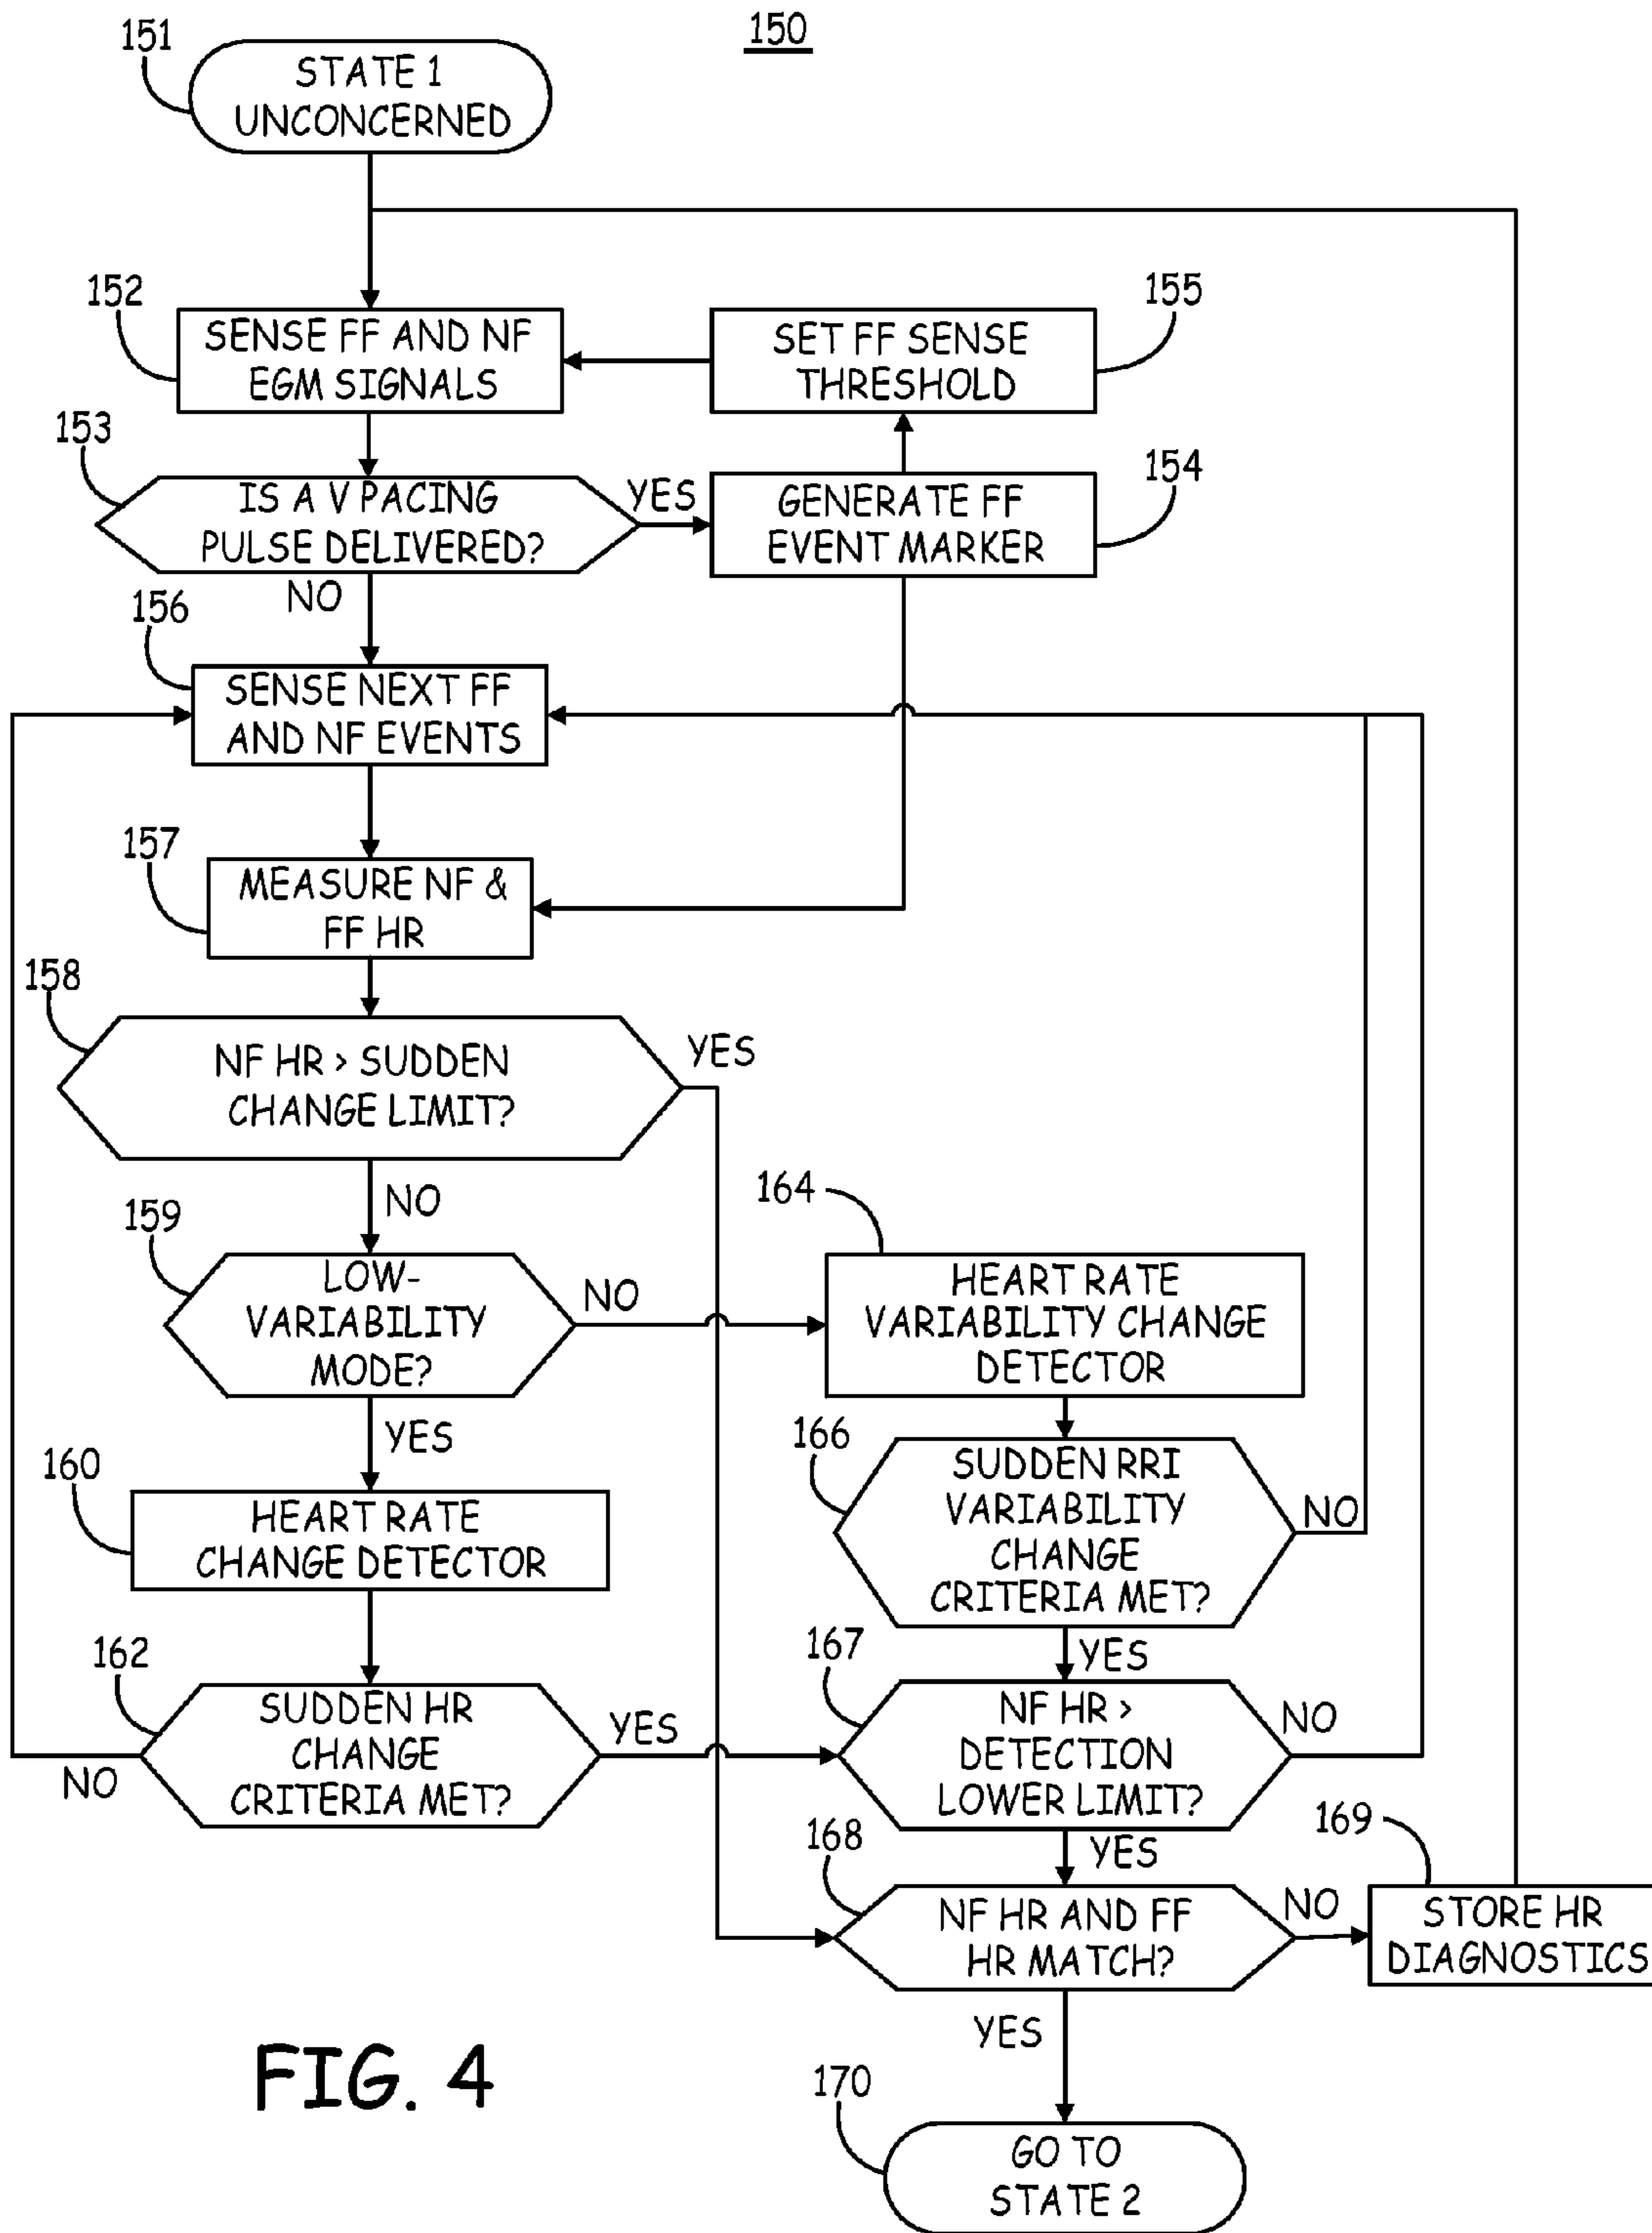 150
151
STATE 1
UNCONCERNED
152
SENSE FF AND NF
EGM SIGNALS
155
SET FF SENSE
THRESHOLD
153
IS A V PACING
PULSE DELIVERED?
YES
154
GENERATE FF
EVENT MARKER
NO
156
SENSE NEXT FF
AND NF EVENTS
157
MEASURE NF &
FF HR
158
NF HR > SUDDEN
CHANGE LIMIT?
YES
NO
159
LOW-
VARIABILITY
MODE?
NO
164
HEART RATE
VARIABILITY CHANGE
DETECTOR
YES
160
HEART RATE
CHANGE DETECTOR
166
SUDDEN RRI
VARIABILITY
CHANGE
CRITERIA MET?
NO
YES
162
SUDDEN HR
CHANGE
CRITERIA MET?
YES
NO
167
NF HR >
DETECTION
LOWER LIMIT?
NO
YES
168
NF HR AND FF
HR MATCH?
NO
169
STORE HR
DIAGNOSTICS
YES
170
GO TO
STATE 2
FIG. 4